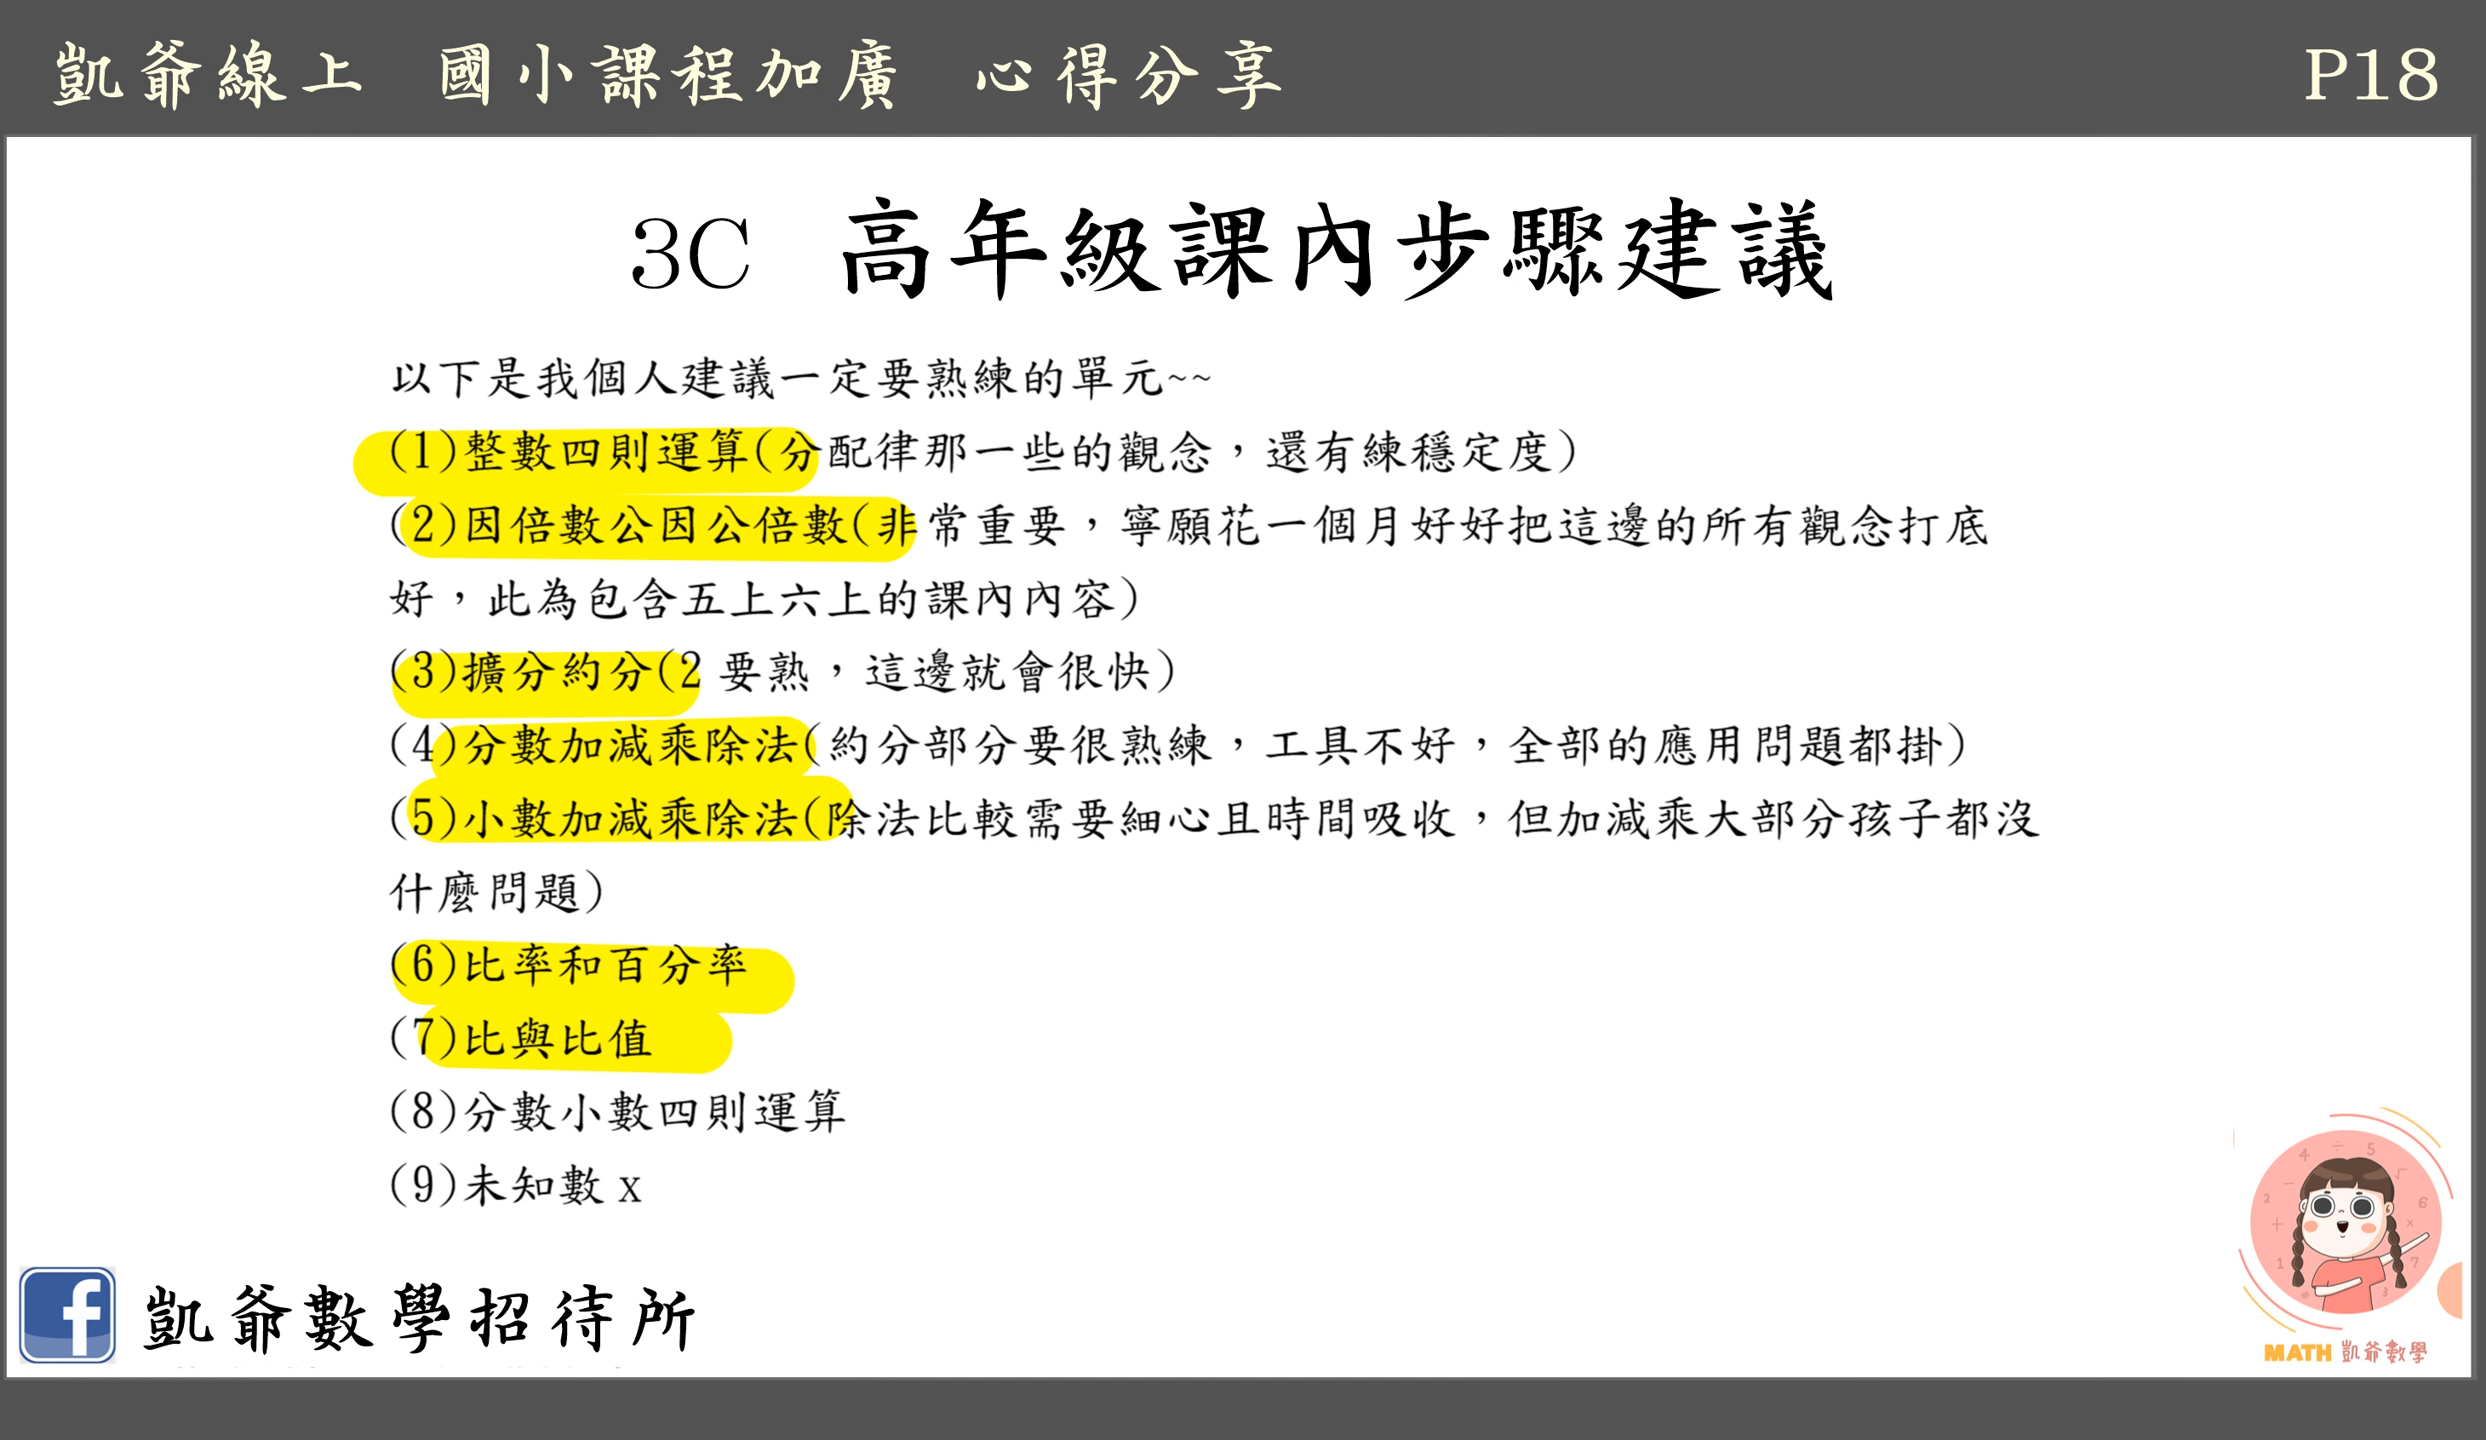 凱爺線上 國小課程加廣 心得分享
P18
3C 高年級課內步驟建議
以下是我個人建議一定要熟練的單元~~
(1)整數四則運算(分配律那一些的觀念，還有練穩定度)
(2)因倍數公因公倍數(非常重要，寧願花一個月好好把這邊的所有觀念打底
好，此為包含五上六上的課內內容)
(3)擴分約分(2 要熟，這邊就會很快)
(4)分數加減乘除法(約分部分要很熟練，工具不好，全部的應用問題都掛)
(5)小數加減乘除法(除法比較需要細心且時間吸收，但加減乘大部分孩子都沒
什麼問題)
(6)比率和百分率
(7)比與比值
(8)分數小數四則運算
(9)未知數 x
f 凱爺數學招待所
MATH 凱爺數學